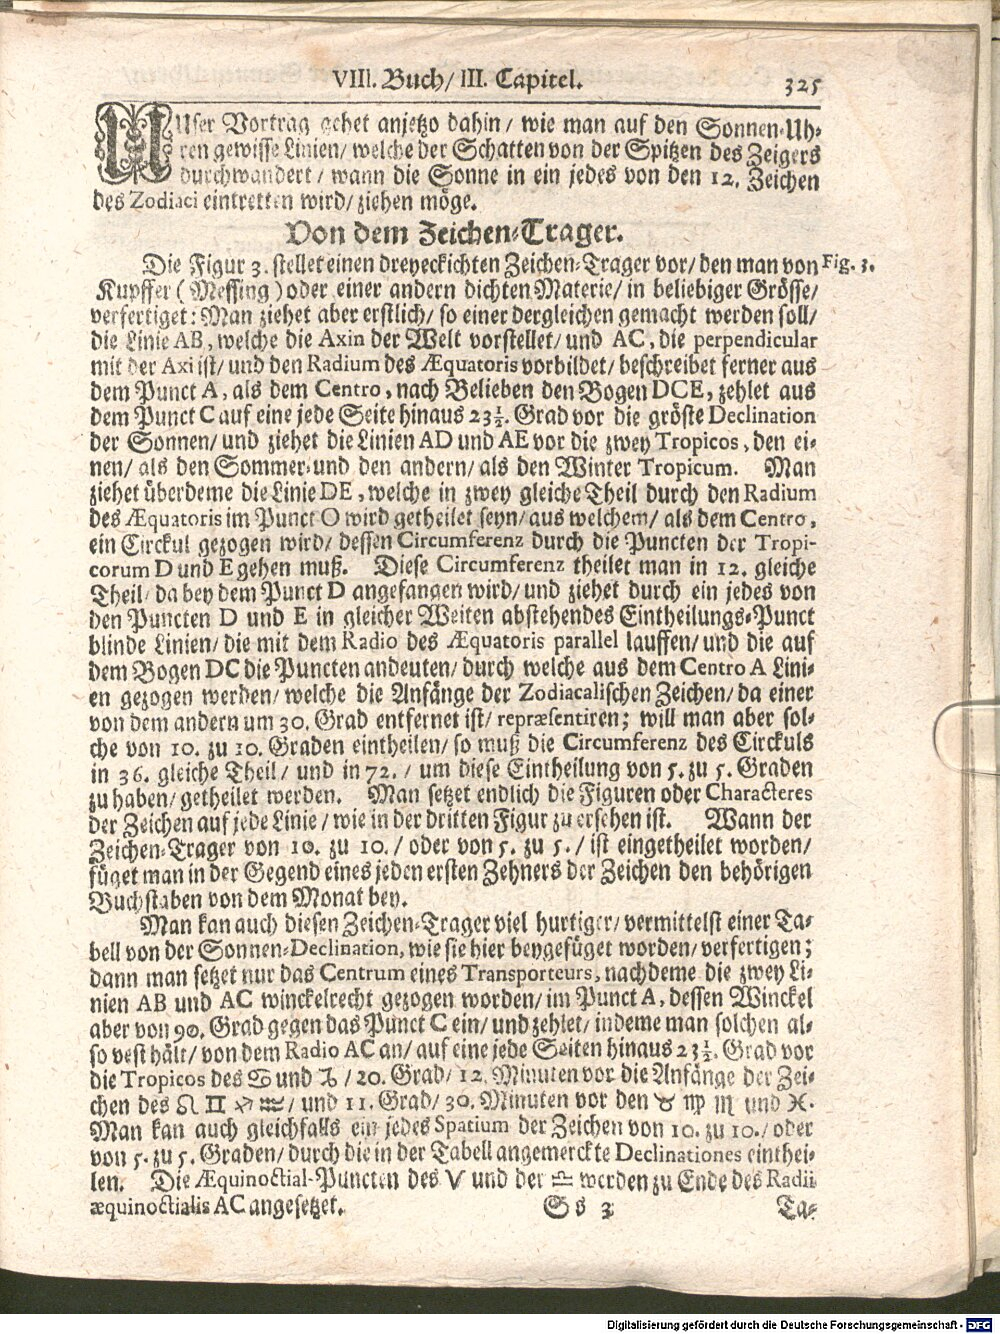 VIII. Buch/ III. Capitel. 325
UNser Vortrag gehet anjetzo dahin/ wie man auf den Sonnen-Uh-
ren gewisse Linien/ welche der Schatten von der Spitzen des Zeigers
durchwandert/ wann die Sonne in ein jedes von den 12. Zeichen
des Zodiaci eintretten wird/ ziehen möge.
Von dem Zeichen-Trager.
Die Figur 3. stellet einen dreyeckichten Zeichen-Trager vor/ den man von Fig. 3.
Kupffer (Messing) oder einer andern dichten Materie/ in beliebiger Grösse/
verfertiget: Man ziehet aber erstlich/ so einer dergleichen gemacht werden soll/
die Linie AB, welche die Axin der Welt vorstellet/ und AC, die perpendicular
mit der Axi ist/ und den Radium des Æquatoris vorbildet/ beschreibet ferner aus
dem Punct A, als dem Centro, nach Belieben den Bogen DCE, zehlet aus
dem Punct C auf eine jede Seite hinaus 23½. Grad vor die gröste Declination
der Sonnen/ und ziehet die Linien AD und AE vor die zwey Tropicos, den ei-
nen/ als den Sommer- und den andern/ als den Winter Tropicum. Man
ziehet überdeme die Linie DE, welche in zwey gleiche Theil durch den Radium
des Æquatoris im Punct O wird getheilet seyn/ aus welchem/ als dem Centro,
ein Circkul gezogen wird/ dessen Circumferenz durch die Puncten der Tropi-
corum D und E gehen muß. Diese Circumferenz theilet man in 12. gleiche
Theil/ da bey dem Punct D angefangen wird/ und ziehet durch ein jedes von
den Puncten D und E in gleicher Weiten abstehendes Eintheilungs-Punct
blinde Linien/ die mit dem Radio des Æquatoris parallel lauffen/ und die auf
dem Bogen DC die Puncten andeuten/ durch welche aus dem Centro A Lini-
en gezogen werden/ welche die Anfänge der Zodiacalischen Zeichen/ da einer
von dem andern um 30. Grad entfernet ist/ repræsentiren; will man aber sol-
che von 10. zu 10. Graden eintheilen/ so muß die Circumferenz des Circkuls
in 36. gleiche Theil/ und in 72./ um diese Eintheilung von 5. zu 5. Graden
zu haben/ getheilet werden. Man setzet endlich die Figuren oder Characteres
der Zeichen auf jede Linie/ wie in der dritten Figur zu ersehen ist. Wann der
Zeichen-Trager von 10. zu 10./ oder von 5. zu 5./ ist eingetheilet worden/
füget man in der Gegend eines jeden ersten Zehners der Zeichen den behörigen
Buchstaben von dem Monat bey.
Man kan auch diesen Zeichen-Trager viel hurtiger/ vermittelst einer Ta-
bell von der Sonnen-Declination, wie sie hier beygefüget worden/ verfertigen;
dann man setzet nur das Centrum eines Transporteurs, nachdeme die zwey Li-
nien AB und AC winckelrecht gezogen worden/ im Punct A, dessen Winckel
aber von 90. Grad gegen das Punct C ein/ und zehlet/ indeme man solchen al-
so vest hält/ von dem Radio AC an/ auf eine jede Seiten hinaus 23½. Grad vor
die Tropicos des ♋ und ♑/ 20. Grad/ 12. Minuten vor die Anfänge der Zei-
chen des ♌ ♊ ♐ ♒/ und 11. Grad/ 30. Minuten vor den ♉ ♍ ♏ und ♓.
Man kan auch gleichfalls ein jedes Spatium der Zeichen von 10. zu 10./ oder
von 5. zu 5. Graden/ durch die in der Tabell angemerckte Declinationes einthei-
len. Die Æquinoctial-Puncten des ♈ und der ♎ werden zu Ende des Radii
æquinoctialis AC angesetzet.
Ss 3 Ta-
Digitalisierung gefördert durch die Deutsche Forschungsgemeinschaft - DFG